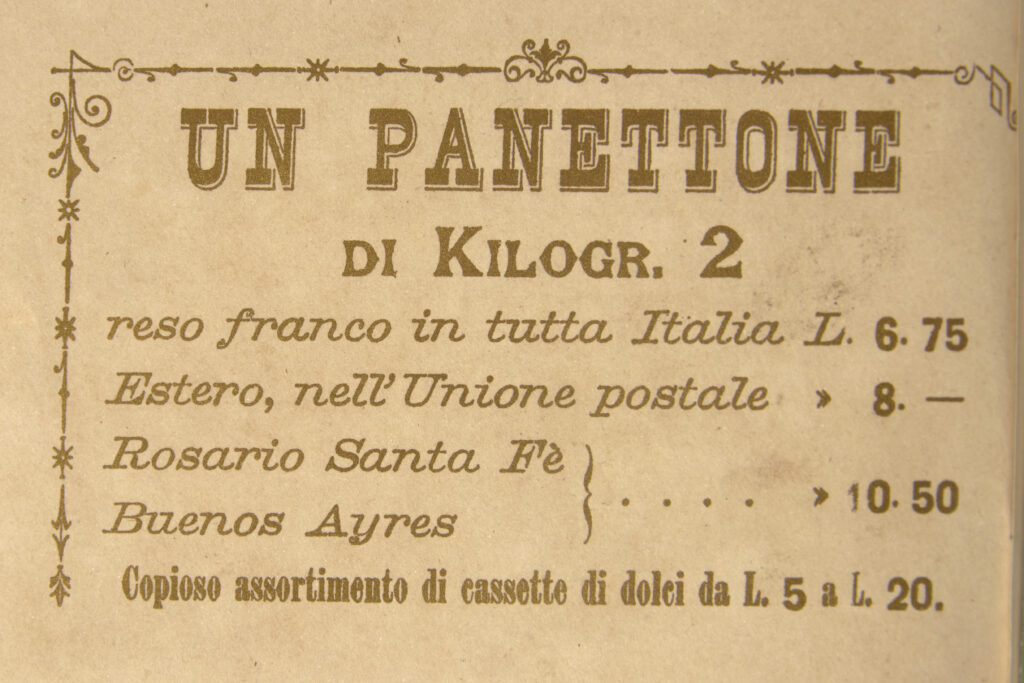 UN PANETTONE
DI KILOGR. 2
reso franco in tutta Italia L. 6. 75
Estero, nell'Unione postale » 8. —
Rosario Santa Fè
Buenos Ayres } . . . . » 10. 50
Copioso assortimento di cassette di dolci da L. 5 a L. 20.